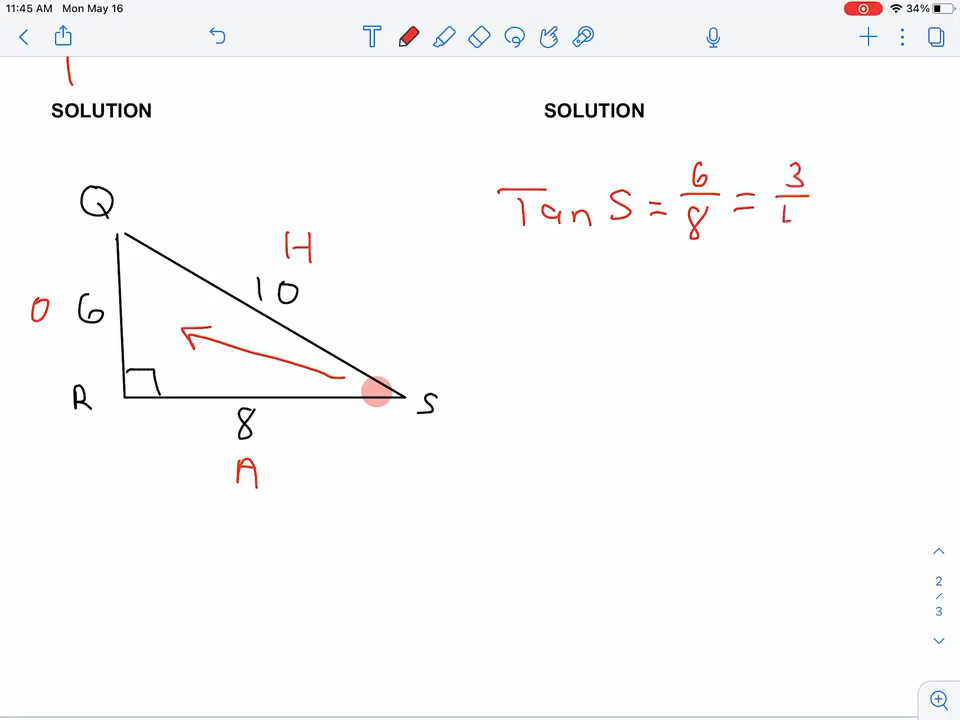 11:45 AM Mon May 16
34%
T
SOLUTION
SOLUTION
Q
H
10
O 6
R
S
8
A
Tan S = 6/8 = 3/
2
/
3